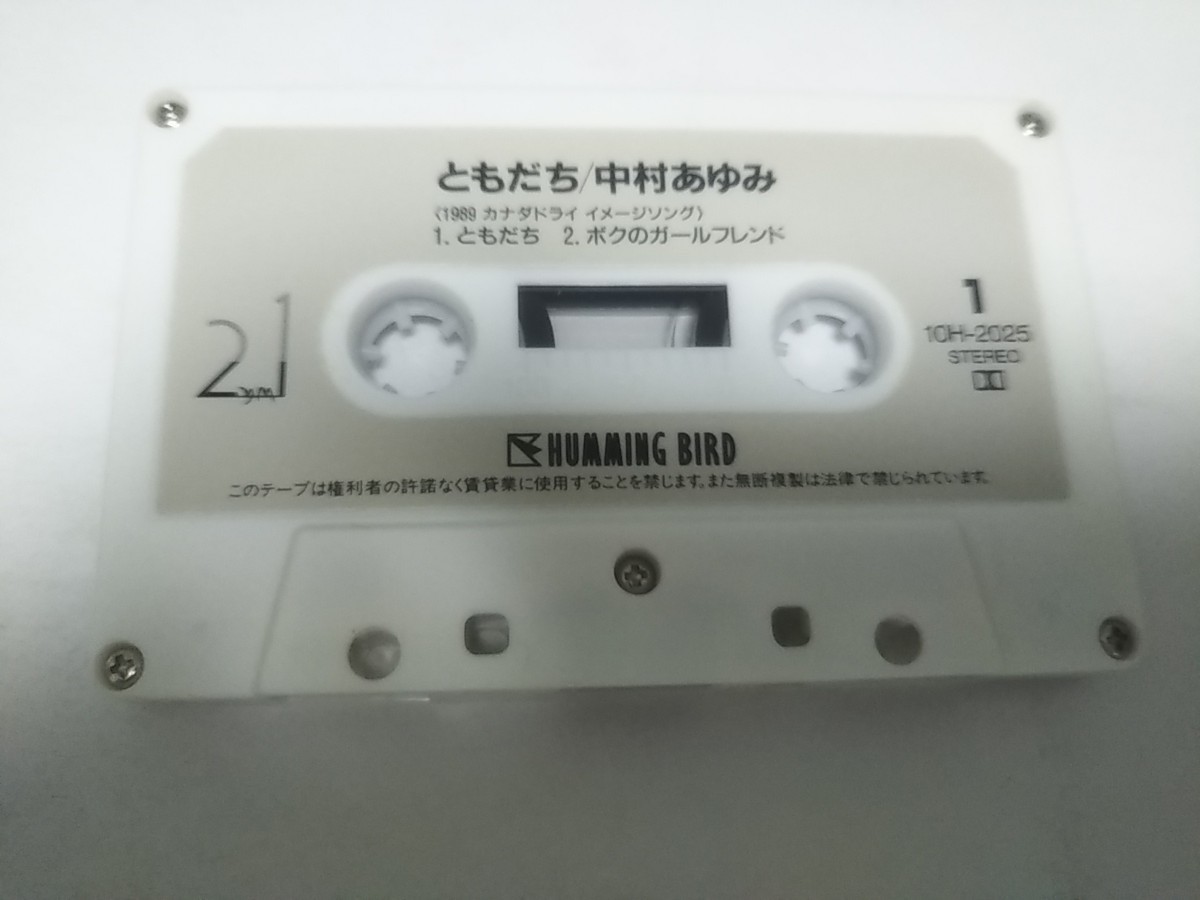 ともだち/中村あゆみ
〈1989 カナダドライ イメージソング〉
1. ともだち 2. ボクのガールフレンド
21
1
10H-2025
STEREO
HUMMING BIRD
このテープは権利者の許諾なく賃貸業に使用することを禁じます。また無断複製は法律で禁じられています。